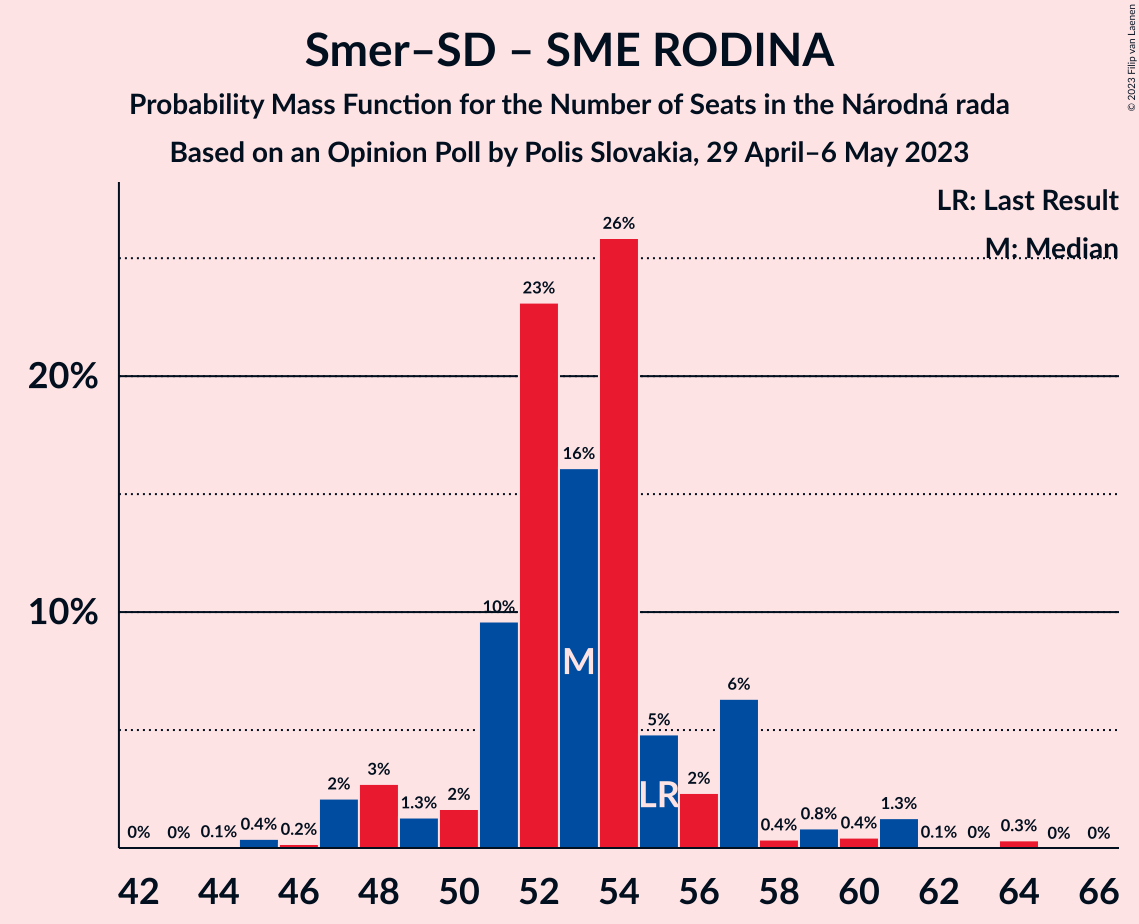 Smer–SD – SME RODINA
Probability Mass Function for the Number of Seats in the Národná rada
Based on an Opinion Poll by Polis Slovakia, 29 April–6 May 2023
© 2023 Filip van Laenen
LR: Last Result
M: Median
20%
10%
0% 0% 0.1% 0.4% 0.2% 2% 3% 1.3% 2% 10% 23% 16% 26% 5% 2% 6% 0.4% 0.8% 0.4% 1.3% 0.1% 0% 0.3% 0% 0%
M
LR
42 44 46 48 50 52 54 56 58 60 62 64 66